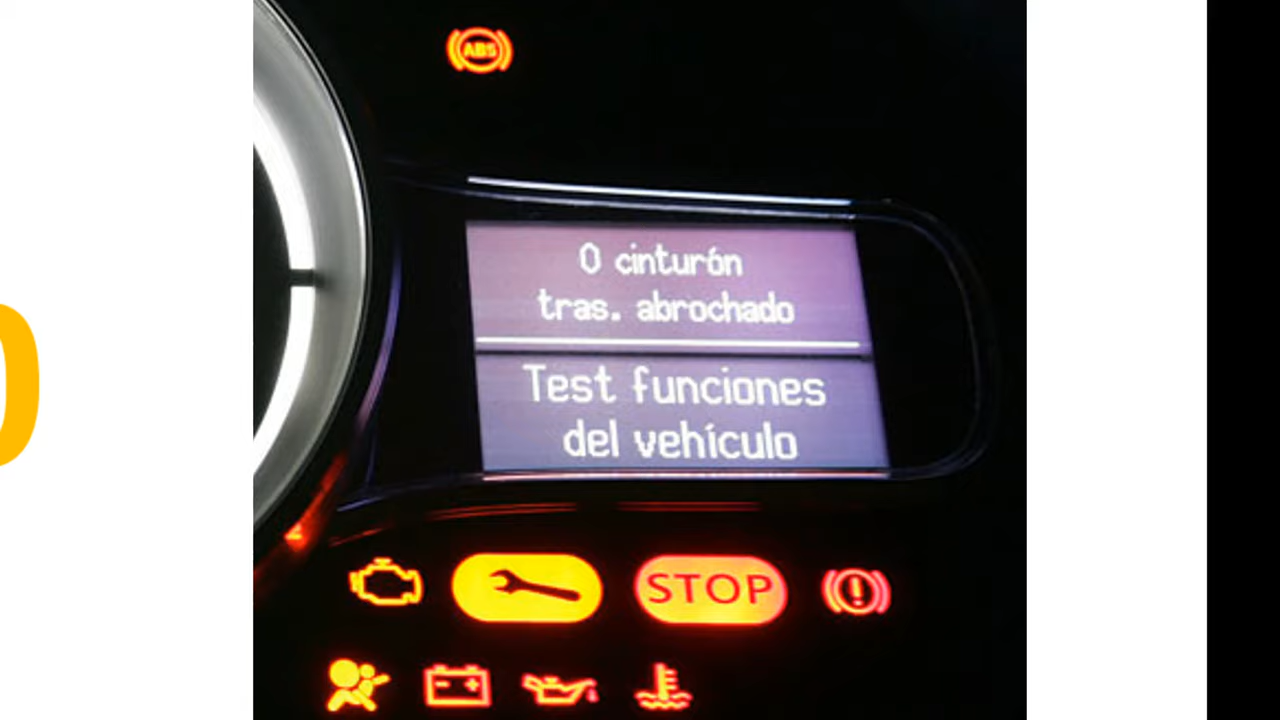 ABS
0 cinturón
tras. abrochado
Test funciones
del vehículo
STOP